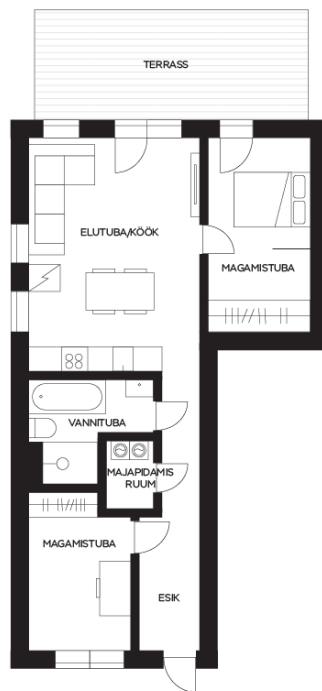 TERRASS
ELUTUBA/KÖÖK
MAGAMISTUBA
VANNITUBA
MAJAPIDAMIS
RUUM
MAGAMISTUBA
ESIK